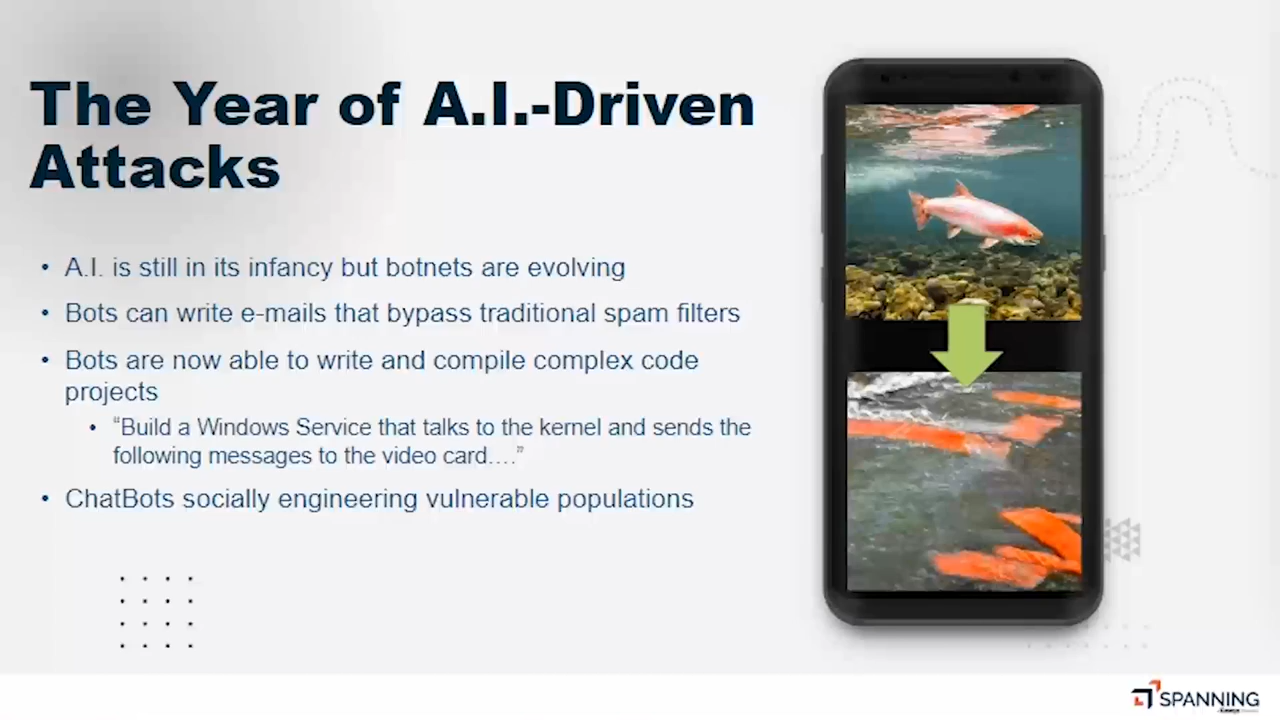 The Year of A.I.-Driven
Attacks
• A.I. is still in its infancy but botnets are evolving
• Bots can write e-mails that bypass traditional spam filters
• Bots are now able to write and compile complex code
projects
• “Build a Windows Service that talks to the kernel and sends the
following messages to the video card….”
• ChatBots socially engineering vulnerable populations
SPANNING